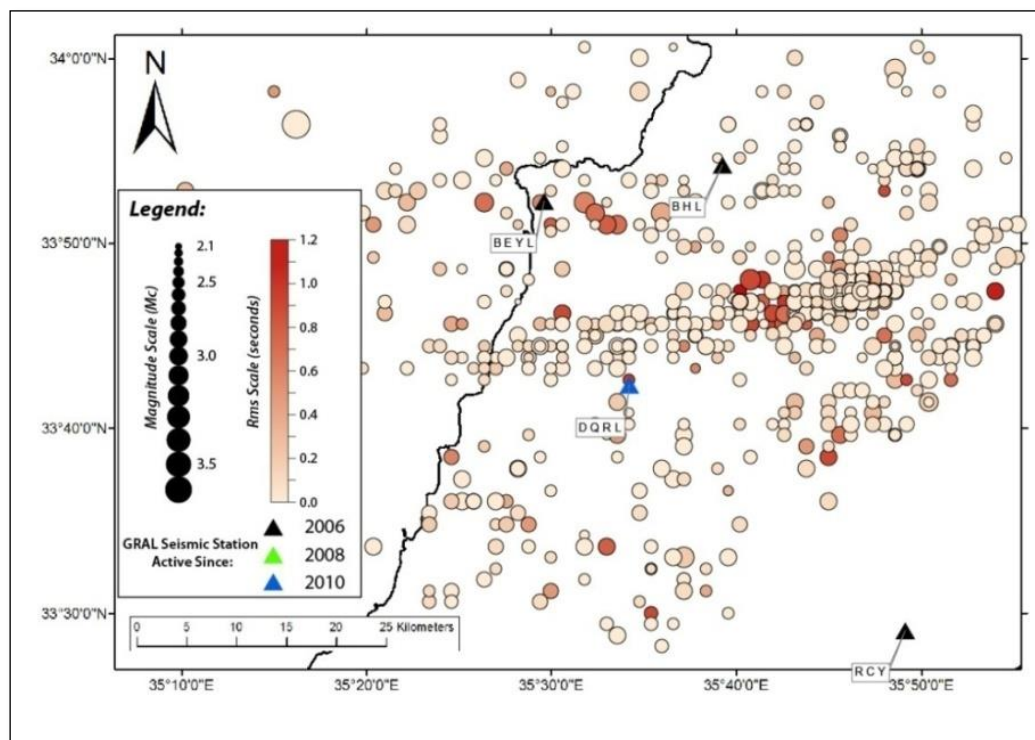 34°0'0"N
33°50'0"N
33°40'0"N
33°30'0"N
N
BHL
BEYL
DQRL
RCY
Legend:
Magnitude Scale (Mc)
2.1
2.5
3.0
3.5
Rms Scale (seconds)
1.2
1.0
0.8
0.6
0.4
0.2
0.0
GRAL Seismic Station
Active Since:
2006
2008
2010
0 5 10 15 20 25 Kilometers
35°10'0"E 35°20'0"E 35°30'0"E 35°40'0"E 35°50'0"E